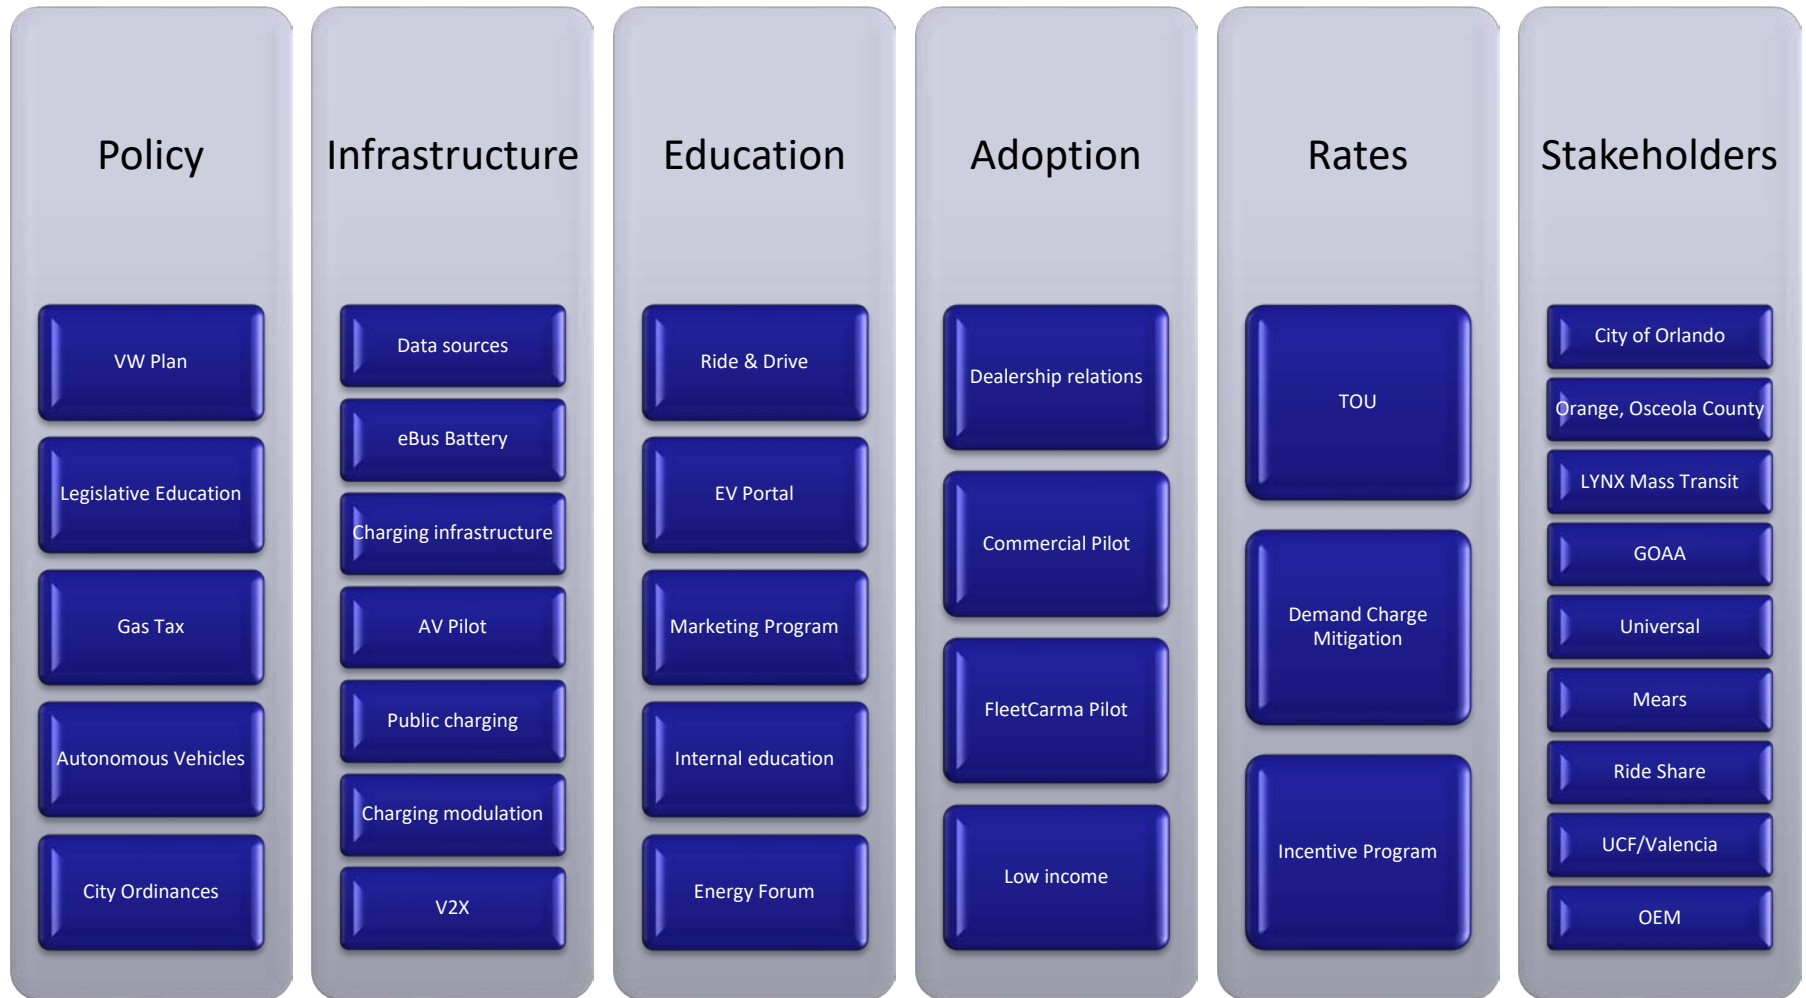 Policy
VW Plan
Legislative Education
Gas Tax
Autonomous Vehicles
City Ordinances
Infrastructure
Data sources
eBus Battery
Charging infrastructure
AV Pilot
Public charging
Charging modulation
V2X
Education
Ride & Drive
EV Portal
Marketing Program
Internal education
Energy Forum
Adoption
Dealership relations
Commercial Pilot
FleetCarma Pilot
Low income
Rates
TOU
Demand Charge
Mitigation
Incentive Program
Stakeholders
City of Orlando
Orange, Osceola County
LYNX Mass Transit
GOAA
Universal
Mears
Ride Share
UCF/Valencia
OEM